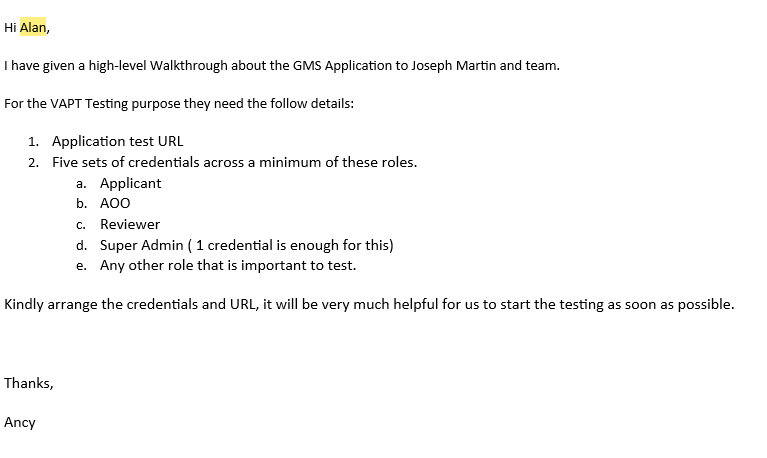 Hi Alan,
I have given a high-level Walkthrough about the GMS Application to Joseph Martin and team.
For the VAPT Testing purpose they need the follow details:
1. Application test URL
2. Five sets of credentials across a minimum of these roles.
a. Applicant
b. AOO
c. Reviewer
d. Super Admin ( 1 credential is enough for this)
e. Any other role that is important to test.
Kindly arrange the credentials and URL, it will be very much helpful for us to start the testing as soon as possible.
Thanks,
Ancy